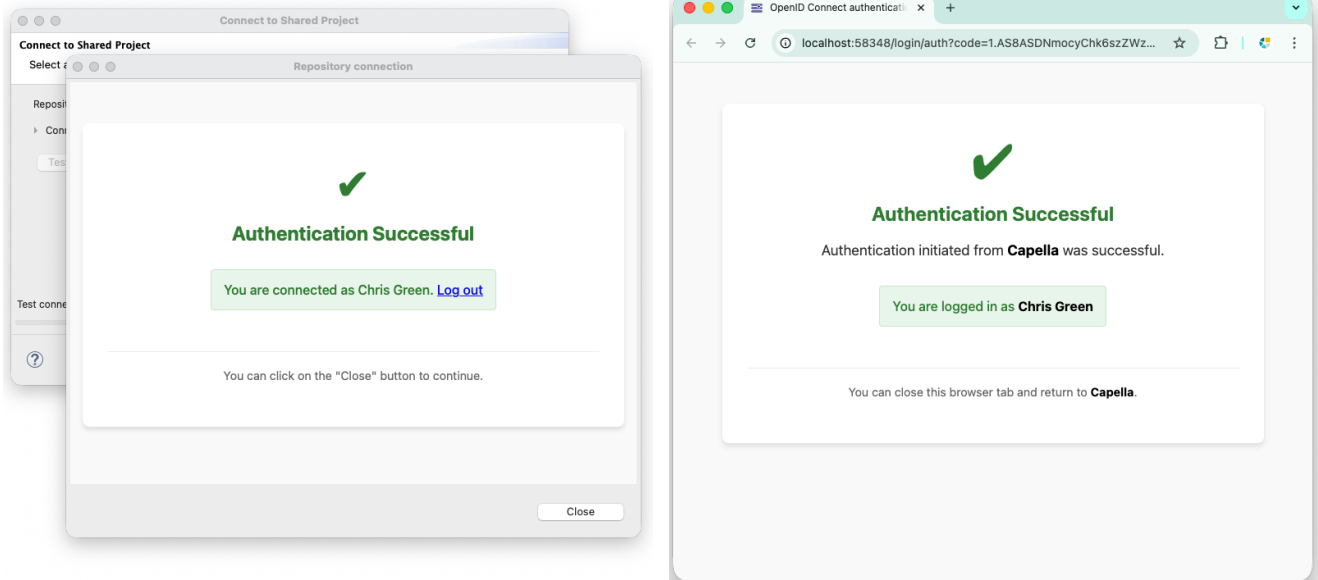 Connect to Shared Project
Connect to Shared Project
Select a
Reposit
Conn
Tes
Test conne
Repository connection
✔
Authentication Successful
You are connected as Chris Green. Log out
You can click on the "Close" button to continue.
Close
OpenID Connect authenticati
localhost:58348/login/auth?code=1.AS8ASDNmocyChk6szZWz...
✔
Authentication Successful
Authentication initiated from Capella was successful.
You are logged in as Chris Green
You can close this browser tab and return to Capella.